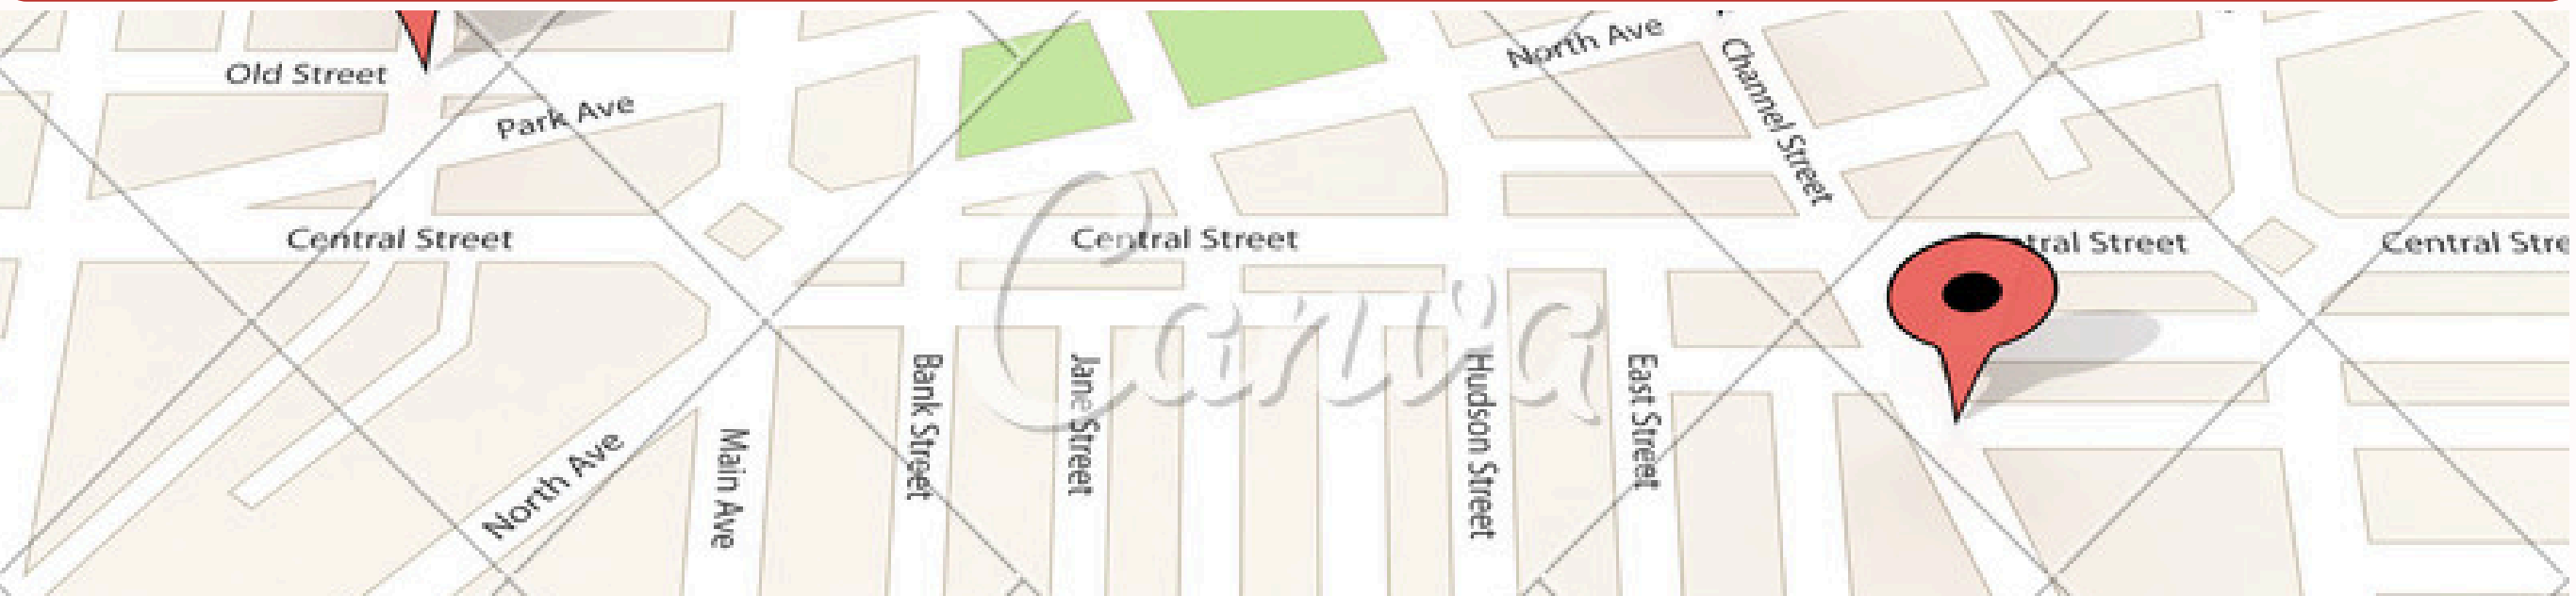 North Ave
Channel Street
Old Street
Park Ave
Central Street
Central Street
tral Street
Central Stre
Canva
Bank Street
Jane Street
Hudson Street
East Street
Main Ave
North Ave